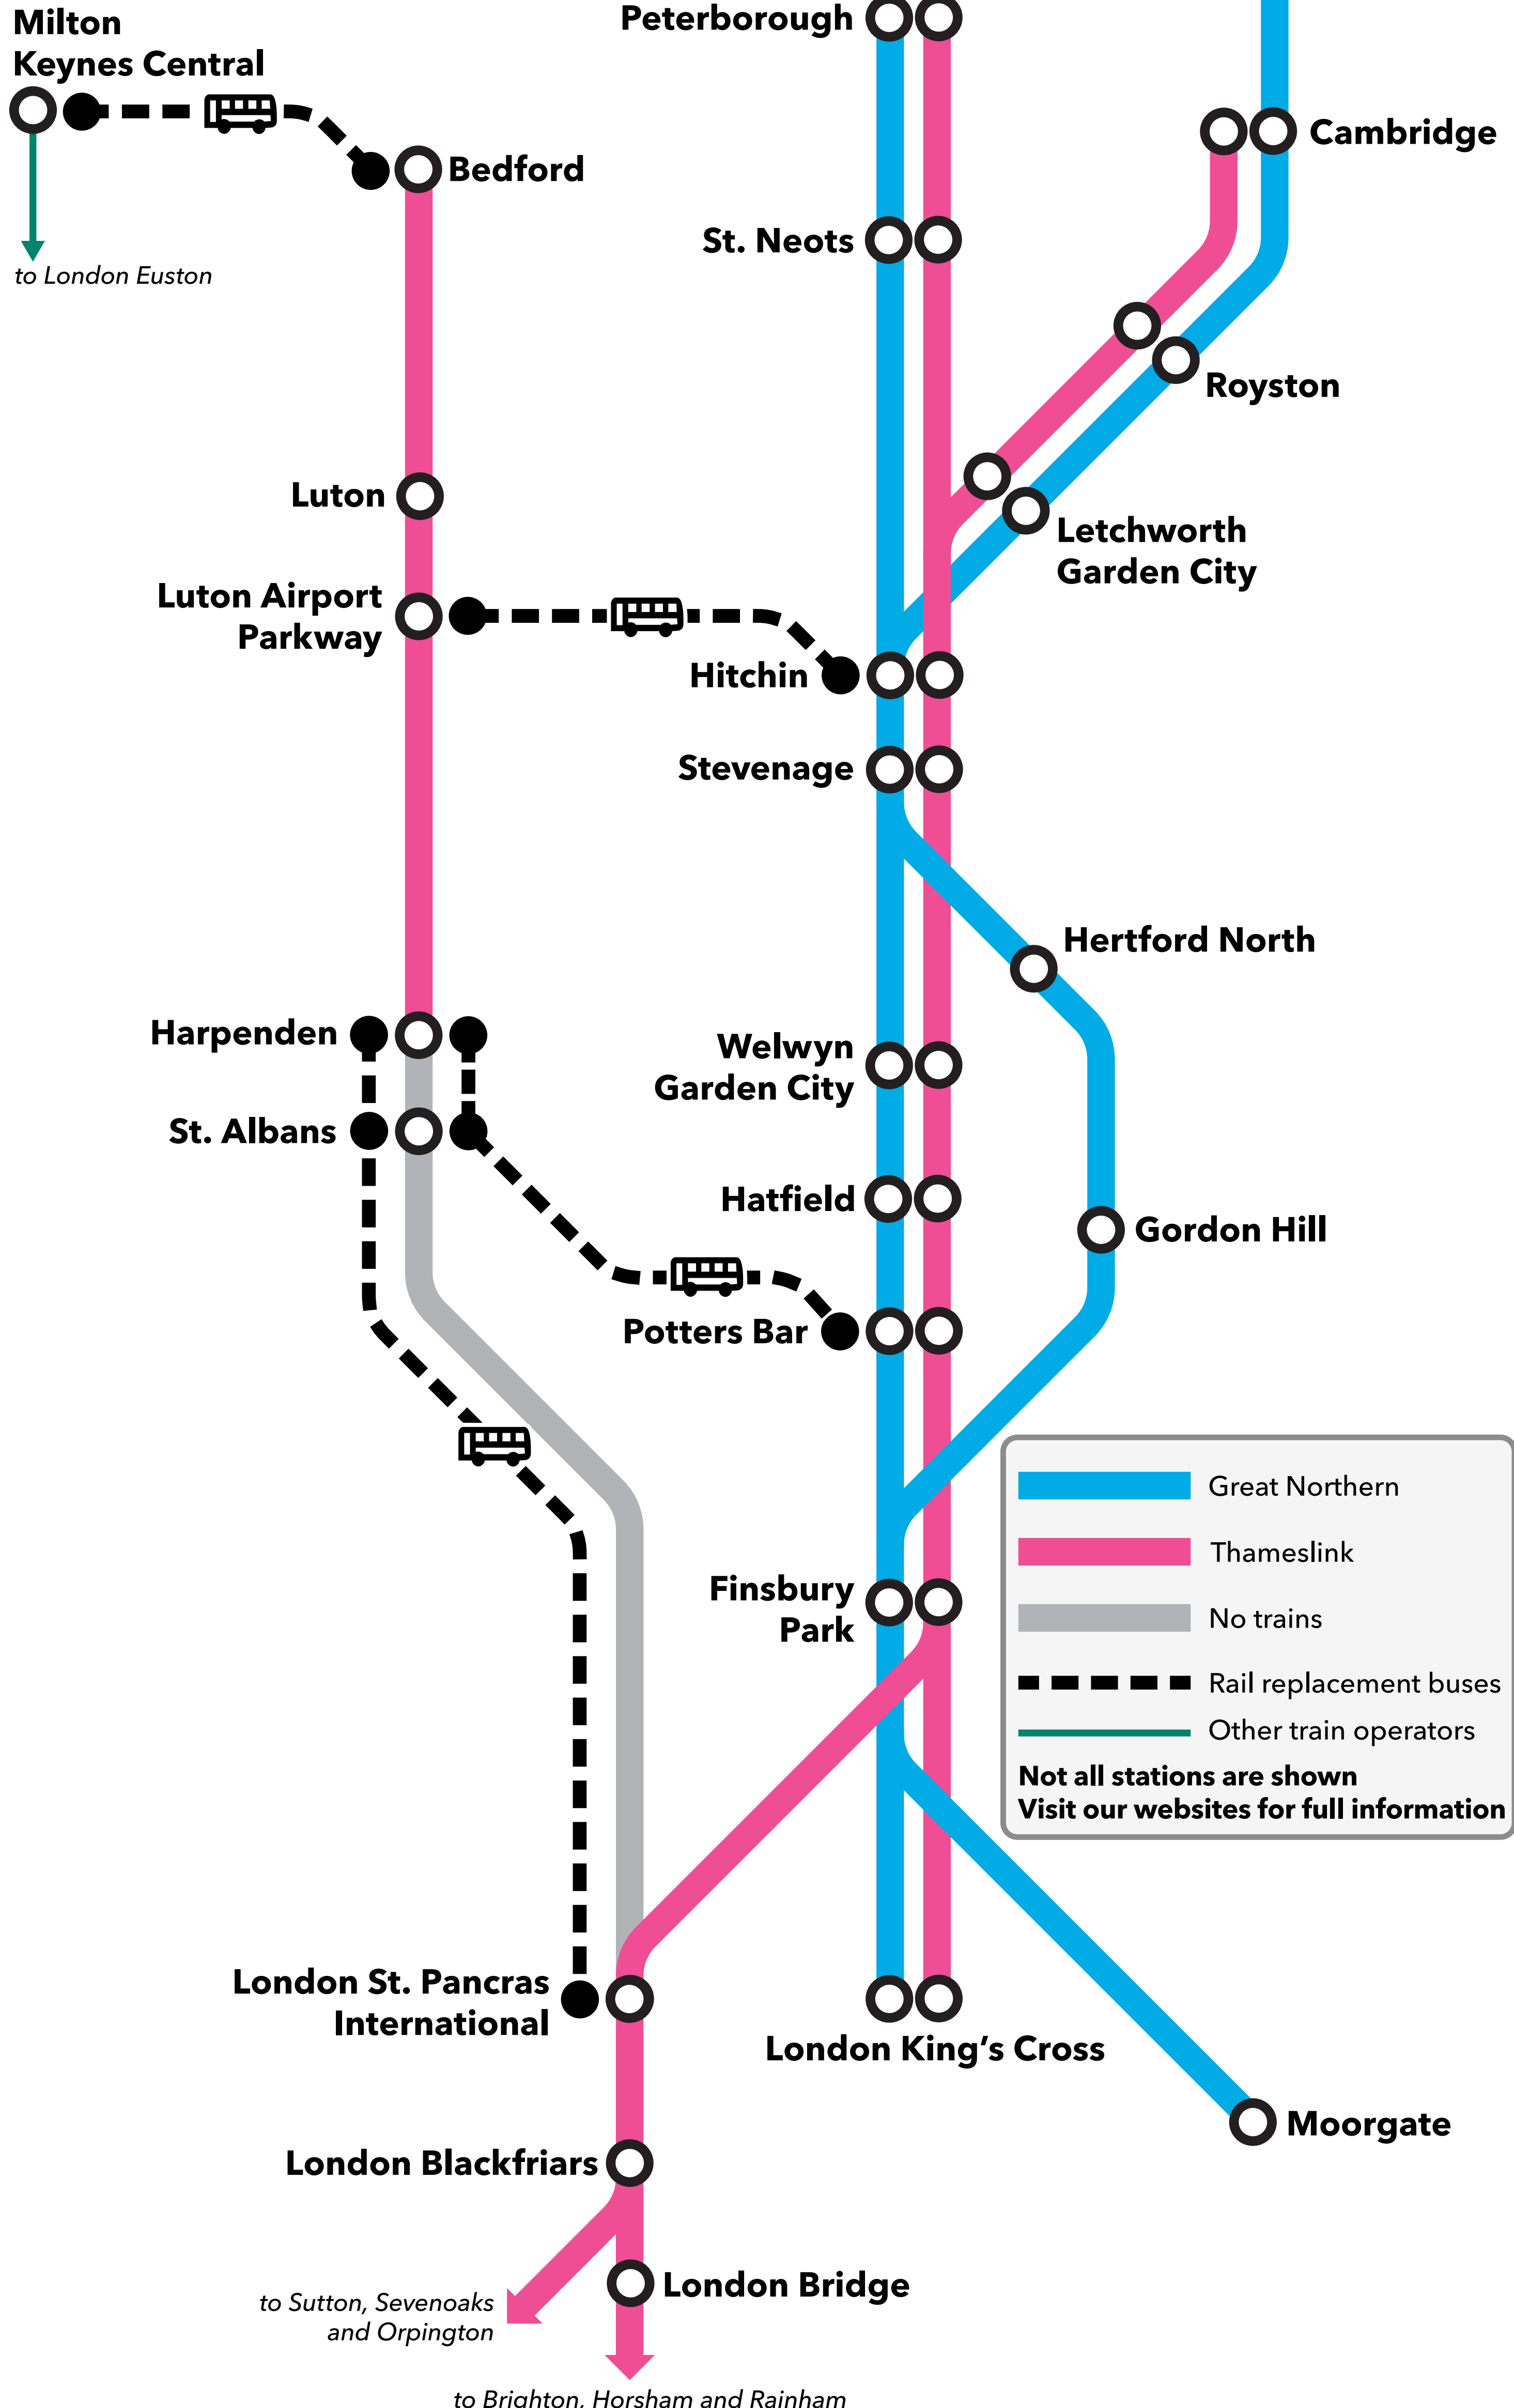 Milton
Keynes Central
Peterborough
Cambridge
Bedford
St. Neots
to London Euston
Royston
Luton
Letchworth
Garden City
Luton Airport
Parkway
Hitchin
Stevenage
Hertford North
Harpenden
Welwyn
Garden City
St. Albans
Hatfield
Gordon Hill
Potters Bar
Great Northern
Thameslink
Finsbury
Park
No trains
Rail replacement buses
Other train operators
Not all stations are shown
Visit our websites for full information
London St. Pancras
International
London King's Cross
Moorgate
London Blackfriars
London Bridge
to Sutton, Sevenoaks
and Orpington
to Brighton, Horsham and Rainham